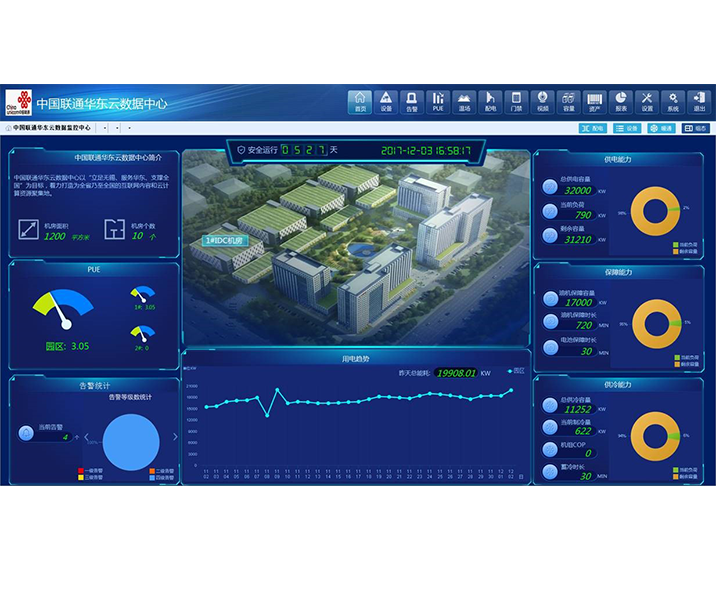 China
unicom中国联通
中国联通华东云数据中心
首页 设备 告警 PUE 温场 配电 门禁 视频 容量 资产 报表 设置 系统 退出
中国联通华东云数据监控中心
配电 设备 暖通 组态
中国联通华东云数据中心简介
中国联通华东云数据中心以“立足无锡、服务华东、支撑全
国”为目标，着力打造为全省乃至全国的互联网内容和云计
算资源聚集地。
机房面积
1200 平方米
机房个数
10 个
PUE
园区: 3.05
1#: 3.05
2#: 0
告警统计
告警等级数统计
当前告警
4 个
100%
一级告警 二级告警
三级告警 四级告警
安全运行 0 5 2 7 天
2017-12-03 16:58:17
1#IDC机房
用电趋势
昨天总能耗: 19908.01 KW
园区
单位KW
21000
18000
15000
12000
9000
6000
3000
0
11 11 11 11 11 11 11 11 11 11 11 11 11 11 11 11 11 11 11 11 11 11 11 11 11 11 11 11 11 12 12
02 03 04 05 06 07 08 09 10 11 12 13 14 15 16 17 18 19 20 21 22 23 24 25 26 27 28 29 30 01 02 日
供电能力
总供电容量
32000 KW
当前负荷
790 KW
剩余容量
31210 KW
98%
2%
当前负荷
剩余容量
保障能力
油机保障容量
17000 KW
油机保障时长
720 MIN
电池保障时长
30 MIN
95%
5%
当前负荷
剩余容量
供冷能力
总供冷容量
11252 KW
当前制冷量
622 KW
机组COP
0
蓄冷时长
30 MIN
94%
6%
当前负荷
剩余容量